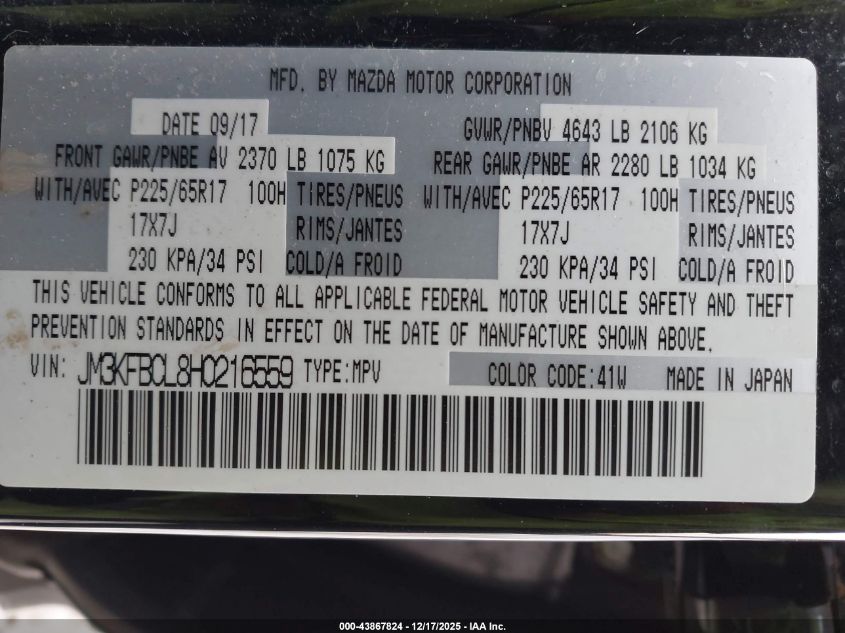 MFD. BY MAZDA MOTOR CORPORATION
DATE 09/17 GVWR/PNBV 4643 LB 2106 KG
FRONT GAWR/PNBE AV 2370 LB 1075 KG REAR GAWR/PNBE AR 2280 LB 1034 KG
WITH/AVEC P225/65R17 100H TIRES/PNEUS WITH/AVEC P225/65R17 100H TIRES/PNEUS
17X7J RIMS/JANTES 17X7J RIMS/JANTES
230 KPA/34 PSI COLD/A FROID 230 KPA/34 PSI COLD/A FROID
THIS VEHICLE CONFORMS TO ALL APPLICABLE FEDERAL MOTOR VEHICLE SAFETY AND THEFT
PREVENTION STANDARDS IN EFFECT ON THE DATE OF MANUFACTURE SHOWN ABOVE.
VIN: JM3KFBCL8H0216559 TYPE:MPV COLOR CODE:41W MADE IN JAPAN
000-43867824 - 12/17/2025 - IAA Inc.